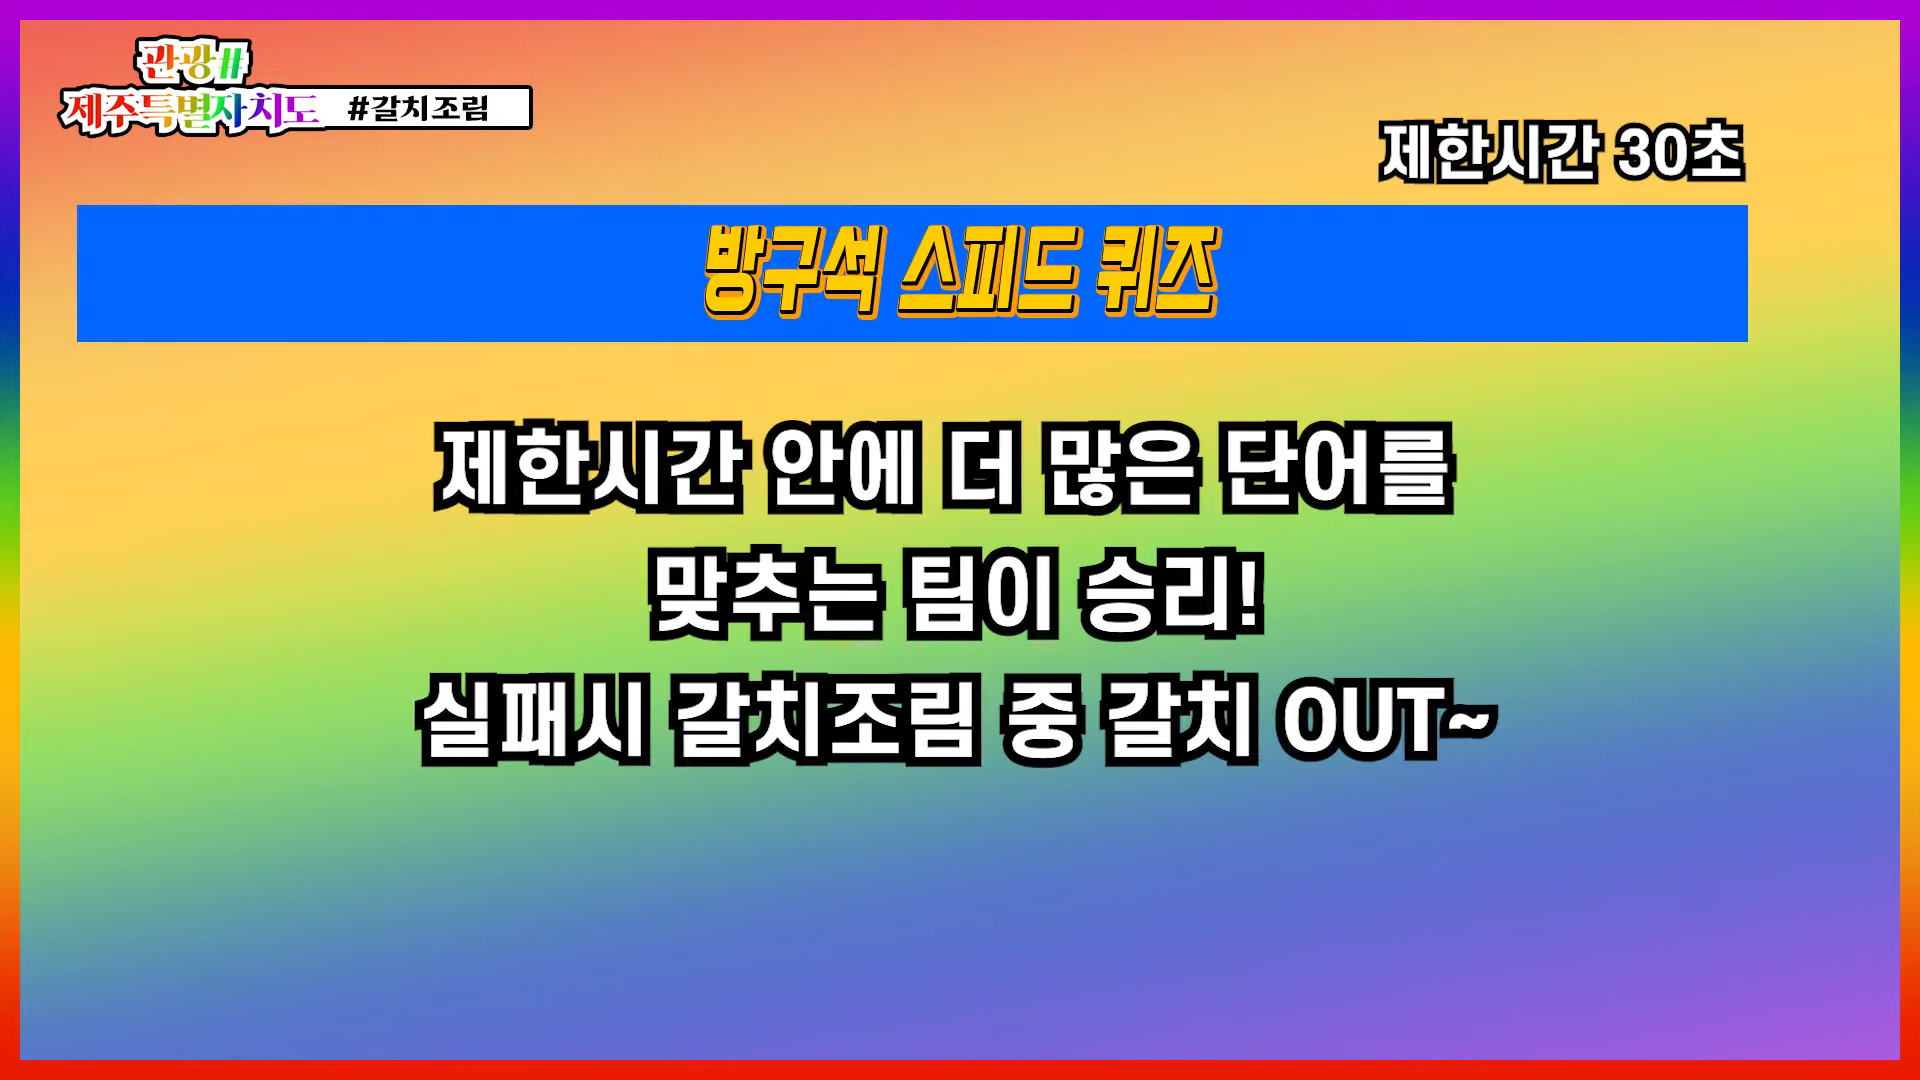 관광#
제주특별자치도 #갈치조림
제한시간 30초
방구석 스피드 퀴즈
제한시간 안에 더 많은 단어를
맞추는 팀이 승리!
실패시 갈치조림 중 갈치 OUT~